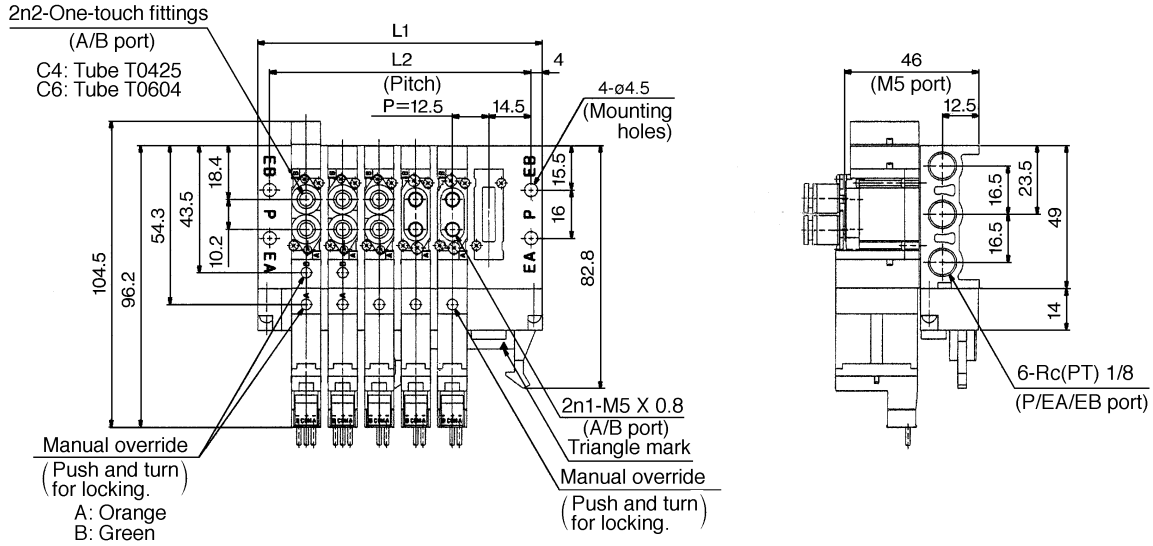 2n2-One-touch fittings
(A/B port)
C4: Tube T0425
C6: Tube T0604
L1
L2
(Pitch)
4
P=12.5
14.5
4-ø4.5
(Mounting
holes)
46
(M5 port)
12.5
104.5
96.2
54.3
43.5
18.4
10.2
EB
P
EA
EB
P
EA
15.5
16
82.8
16.5
16.5
23.5
49
14
6-Rc(PT) 1/8
(P/EA/EB port)
2n1-M5 X 0.8
(A/B port)
Triangle mark
Manual override
(Push and turn
for locking.)
A: Orange
B: Green
Manual override
(Push and turn
for locking.)